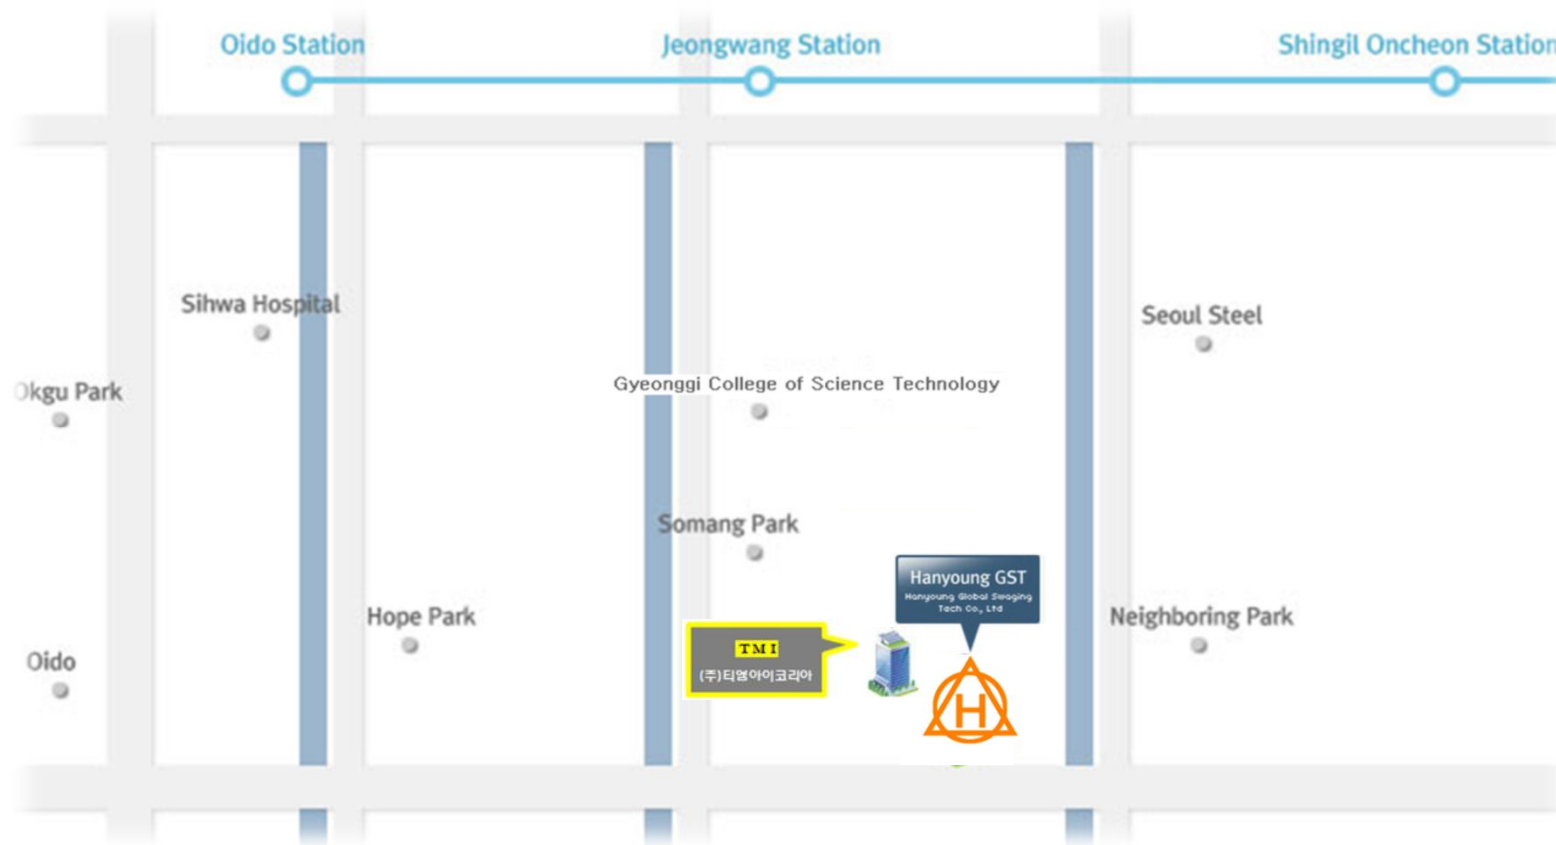 Oido Station
Jeongwang Station
Shingil Oncheon Station
Sihwa Hospital
Seoul Steel
Okgu Park
Gyeonggi College of Science Technology
Somang Park
Hanyoung GST
Hanyoung Global Swaging
Tech Co., Ltd
Hope Park
Neighboring Park
TMI
(주)티엠아이코리아
Oido
H